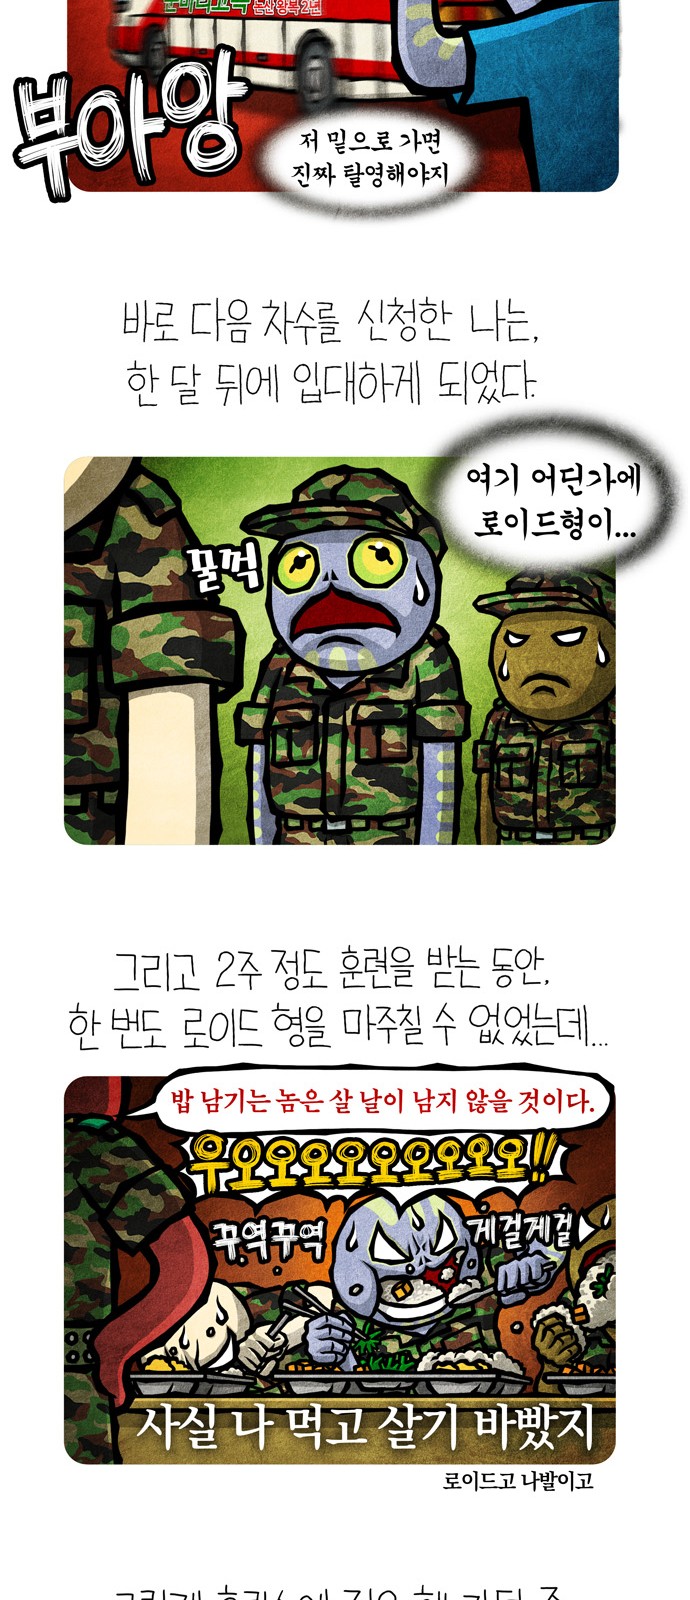 논산 왕복 2년
부아앙
저 밑으로 가면
진짜 탈영해야지
바로 다음 차수를 신청한 나는,
한 달 뒤에 입대하게 되었다.
여기 어딘가에
로이드형이...
꿀꺽
그리고 2주 정도 훈련을 받는 동안,
한 번도 로이드 형을 마주칠 수 없었는데...
밥 남기는 놈은 살 날이 남지 않을 것이다.
우오오오오오오오오오!!
꾸역꾸역
게걸게걸
사실 나 먹고 살기 바빴지
로이드고 나발이고